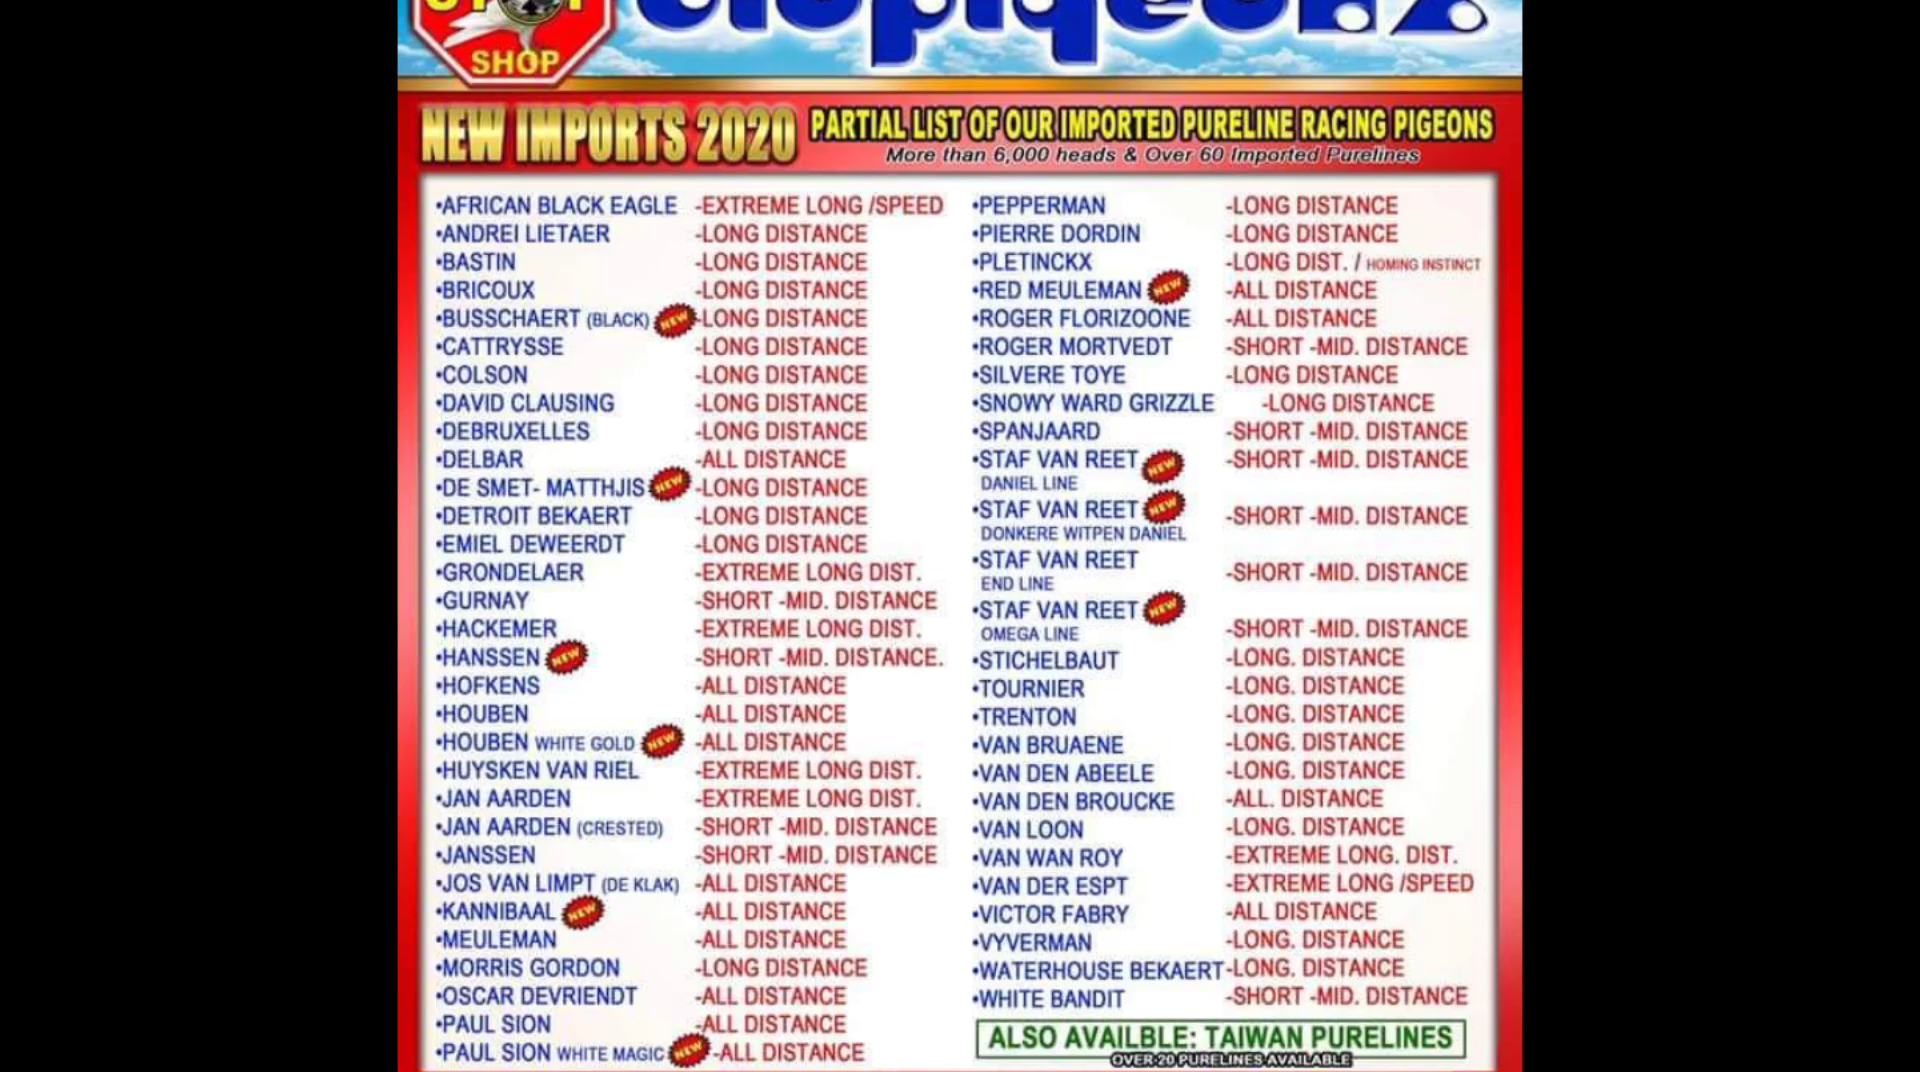 SHOP
NEW IMPORTS 2020
PARTIAL LIST OF OUR IMPORTED PURELINE RACING PIGEONS
More than 6,000 heads & Over 60 Imported Purelines
•AFRICAN BLACK EAGLE -EXTREME LONG /SPEED
•ANDREI LIETAER -LONG DISTANCE
•BASTIN -LONG DISTANCE
•BRICOUX -LONG DISTANCE
•BUSSCHAERT (BLACK) NEW -LONG DISTANCE
•CATTRYSSE -LONG DISTANCE
•COLSON -LONG DISTANCE
•DAVID CLAUSING -LONG DISTANCE
•DEBRUXELLES -LONG DISTANCE
•DELBAR -ALL DISTANCE
•DE SMET- MATTHJIS NEW -LONG DISTANCE
•DETROIT BEKAERT -LONG DISTANCE
•EMIEL DEWEERDT -LONG DISTANCE
•GRONDELAER -EXTREME LONG DIST.
•GURNAY -SHORT -MID. DISTANCE
•HACKEMER -EXTREME LONG DIST.
•HANSSEN NEW -SHORT -MID. DISTANCE.
•HOFKENS -ALL DISTANCE
•HOUBEN -ALL DISTANCE
•HOUBEN WHITE GOLD NEW -ALL DISTANCE
•HUYSKEN VAN RIEL -EXTREME LONG DIST.
•JAN AARDEN -EXTREME LONG DIST.
•JAN AARDEN (CRESTED) -SHORT -MID. DISTANCE
•JANSSEN -SHORT -MID. DISTANCE
•JOS VAN LIMPT (DE KLAK) -ALL DISTANCE
•KANNIBAAL NEW -ALL DISTANCE
•MEULEMAN -ALL DISTANCE
•MORRIS GORDON -LONG DISTANCE
•OSCAR DEVRIENDT -ALL DISTANCE
•PAUL SION -ALL DISTANCE
•PAUL SION WHITE MAGIC NEW -ALL DISTANCE
•PEPPERMAN -LONG DISTANCE
•PIERRE DORDIN -LONG DISTANCE
•PLETINCKX -LONG DIST. / HOMING INSTINCT
•RED MEULEMAN NEW -ALL DISTANCE
•ROGER FLORIZOONE -ALL DISTANCE
•ROGER MORTVEDT -SHORT -MID. DISTANCE
•SILVERE TOYE -LONG DISTANCE
•SNOWY WARD GRIZZLE -LONG DISTANCE
•SPANJAARD -SHORT -MID. DISTANCE
•STAF VAN REET NEW -SHORT -MID. DISTANCE
DANIEL LINE
•STAF VAN REET NEW -SHORT -MID. DISTANCE
DONKERE WITPEN DANIEL
•STAF VAN REET -SHORT -MID. DISTANCE
END LINE
•STAF VAN REET NEW -SHORT -MID. DISTANCE
OMEGA LINE
•STICHELBAUT -LONG. DISTANCE
•TOURNIER -LONG. DISTANCE
•TRENTON -LONG. DISTANCE
•VAN BRUAENE -LONG. DISTANCE
•VAN DEN ABEELE -LONG. DISTANCE
•VAN DEN BROUCKE -ALL. DISTANCE
•VAN LOON -LONG. DISTANCE
•VAN WAN ROY -EXTREME LONG. DIST.
•VAN DER ESPT -EXTREME LONG /SPEED
•VICTOR FABRY -ALL DISTANCE
•VYVERMAN -LONG. DISTANCE
•WATERHOUSE BEKAERT -LONG. DISTANCE
•WHITE BANDIT -SHORT -MID. DISTANCE
ALSO AVAILBLE: TAIWAN PURELINES
OVER 20 PURELINES AVAILABLE